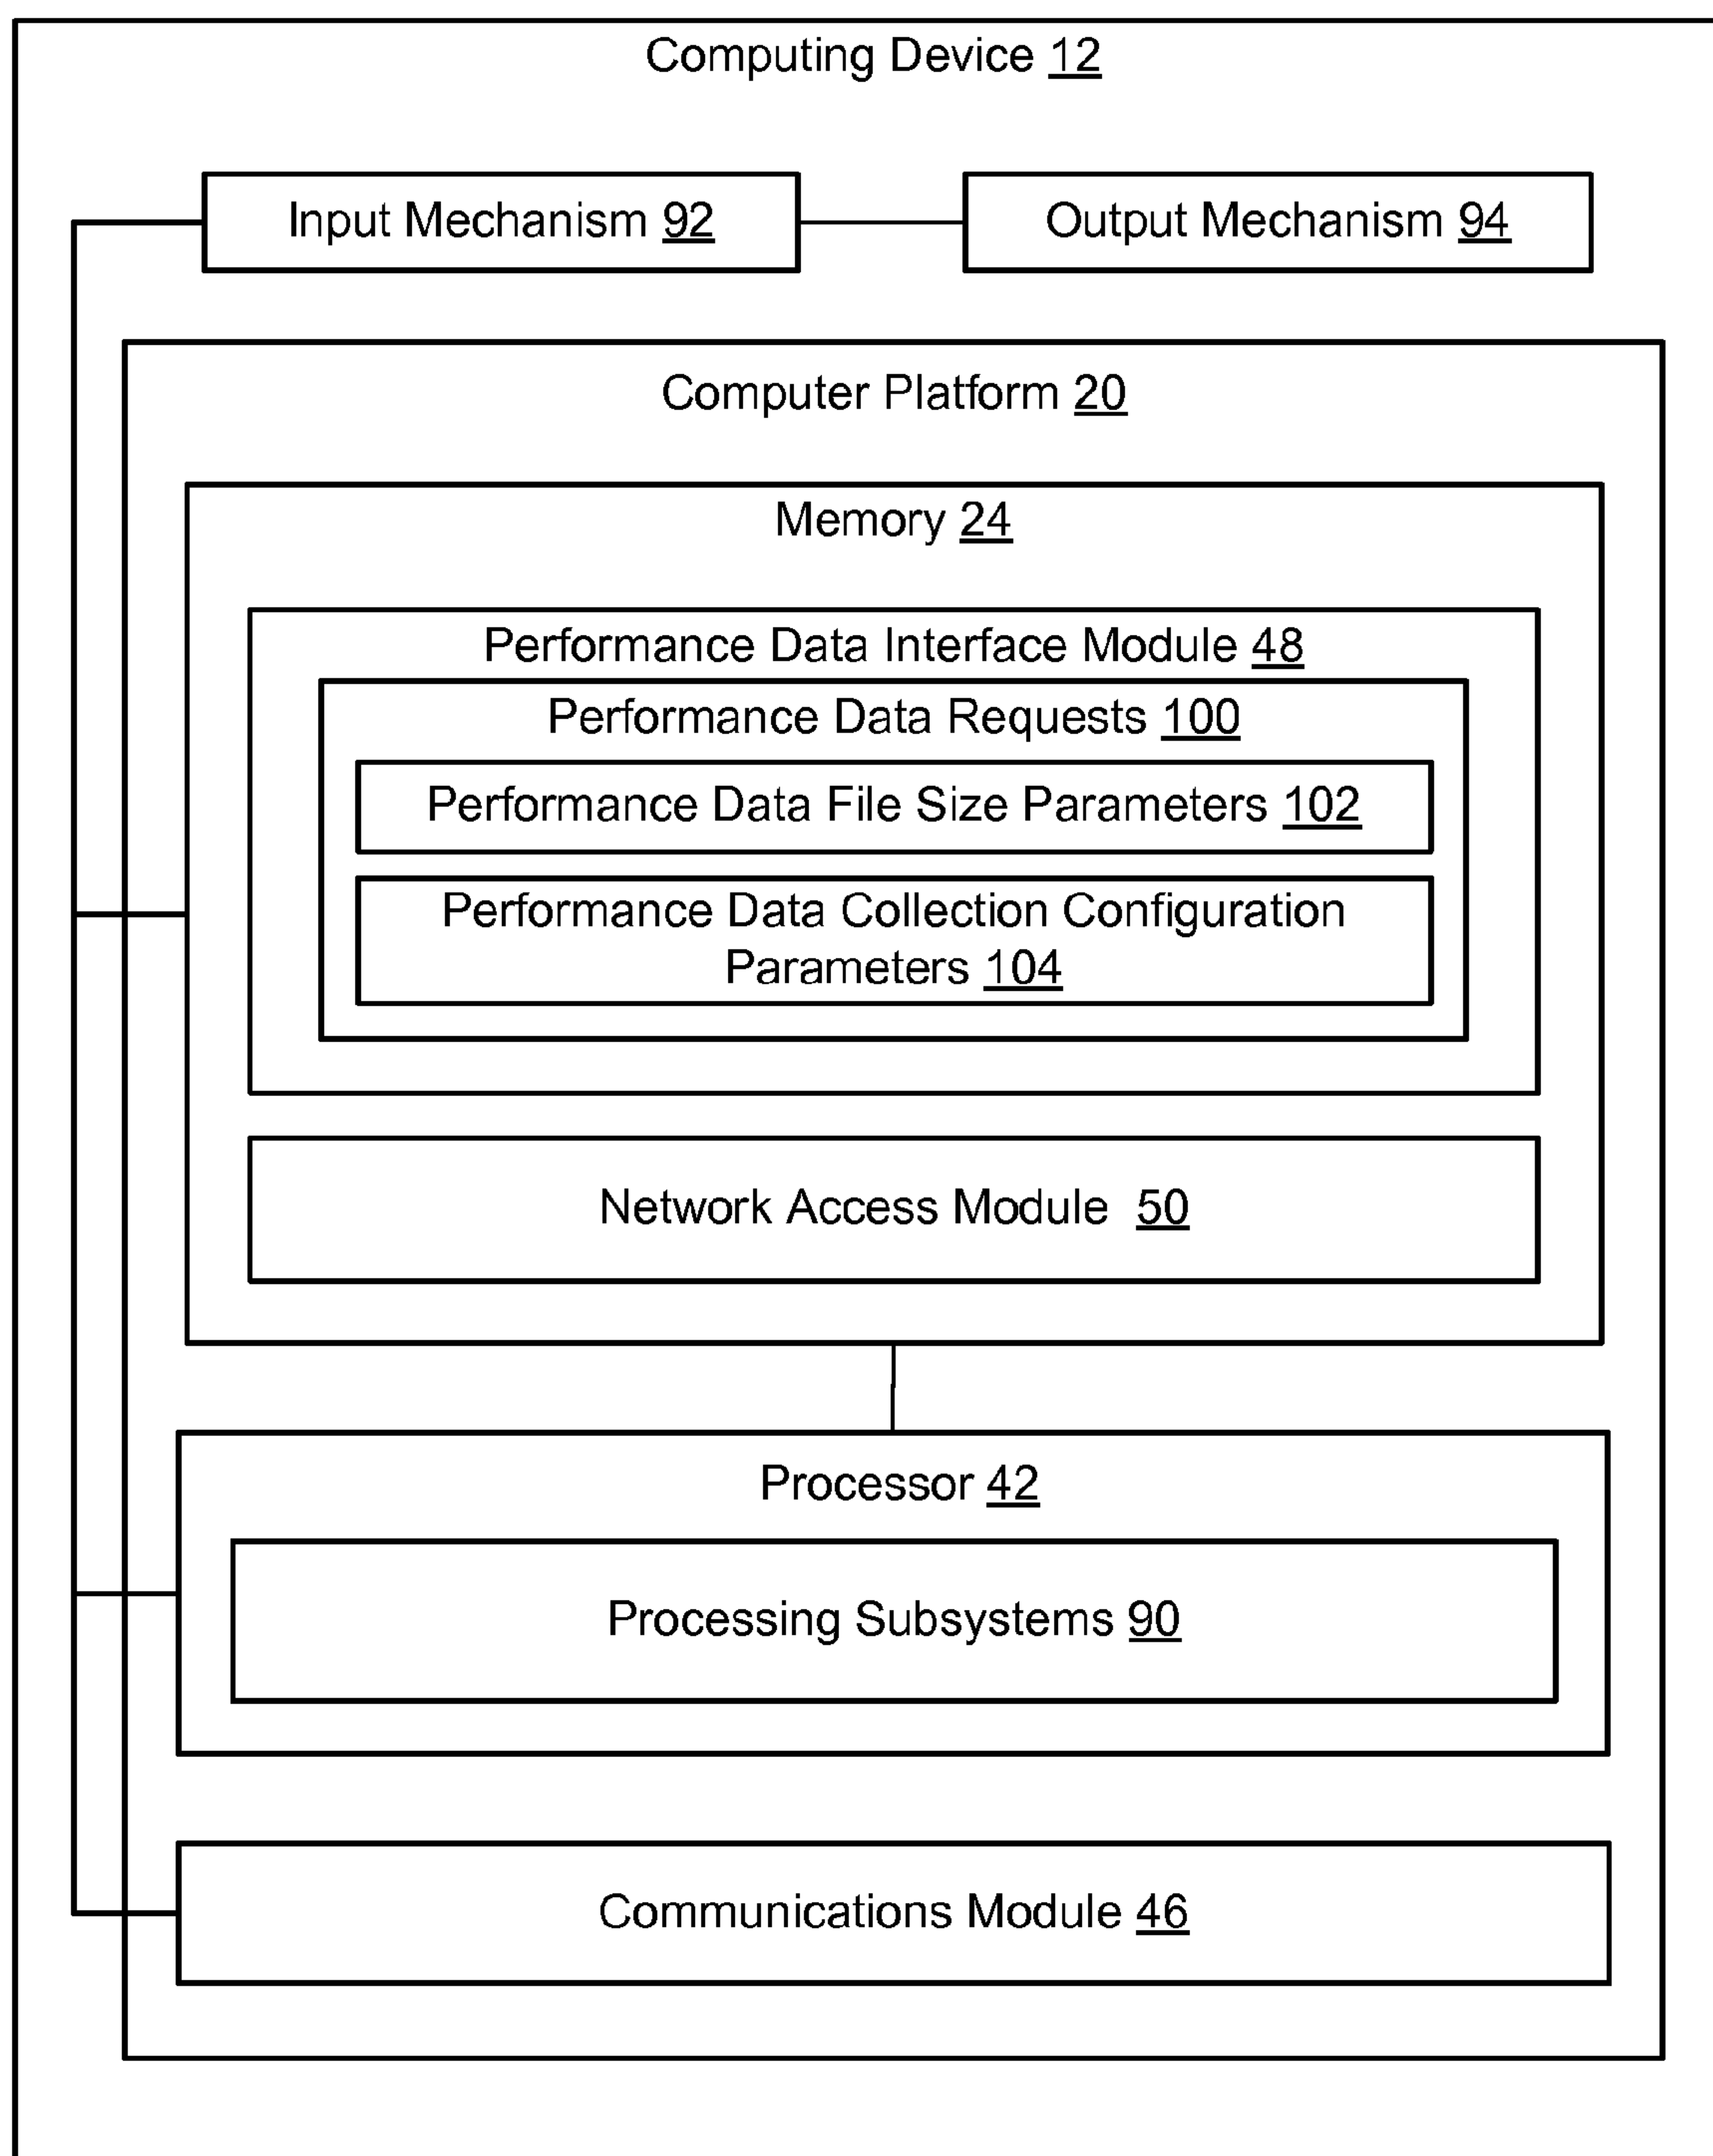 Computing Device 12
Input Mechanism 92
Output Mechanism 94
Computer Platform 20
Memory 24
Performance Data Interface Module 48
Performance Data Requests 100
Performance Data File Size Parameters 102
Performance Data Collection Configuration
Parameters 104
Network Access Module 50
Processor 42
Processing Subsystems 90
Communications Module 46